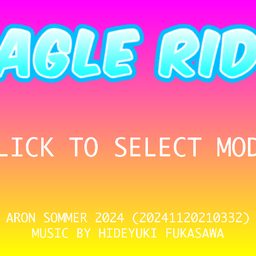 AGLE RID
LICK TO SELECT MOD
ARON SOMMER 2024 (20241120210332)
MUSIC BY HIDEYUKI FUKASAWA